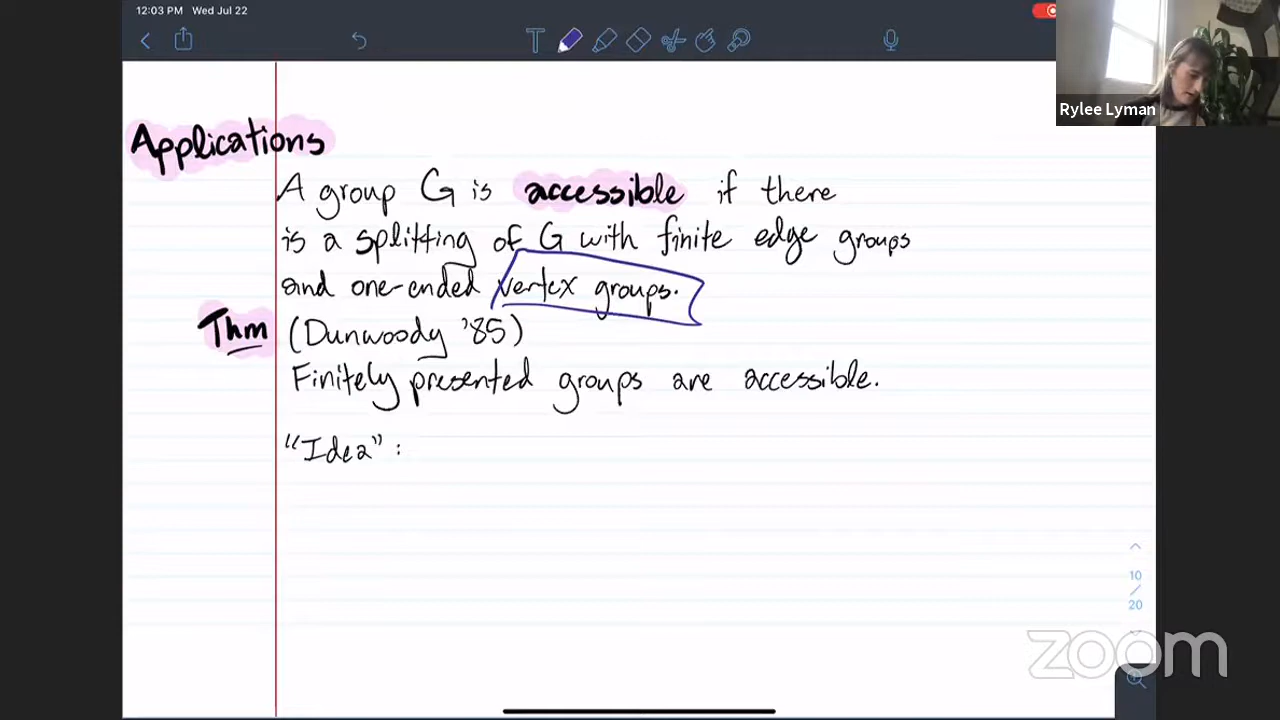 12:03 PM Wed Jul 22
Rylee Lyman
Applications
A group G is accessible if there
is a splitting of G with finite edge groups
and one-ended vertex groups.
Thm (Dunwoody '85)
Finitely presented groups are accessible.
"Idea" :
10
/
20
zoom